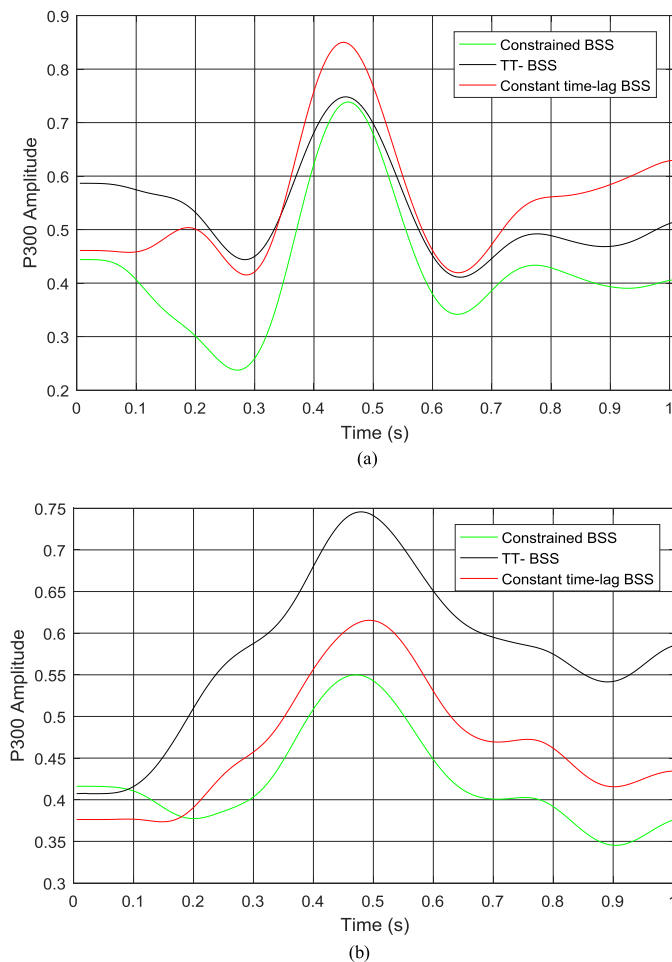 0.9
0.8
0.7
0.6
0.5
0.4
0.3
0.2
P300 Amplitude
Constrained BSS
TT- BSS
Constant time-lag BSS
0 0.1 0.2 0.3 0.4 0.5 0.6 0.7 0.8 0.9 1
Time (s)
(a)
0.75
0.7
0.65
0.6
0.55
0.5
0.45
0.4
0.35
0.3
P300 Amplitude
Constrained BSS
TT- BSS
Constant time-lag BSS
0 0.1 0.2 0.3 0.4 0.5 0.6 0.7 0.8 0.9 1
Time (s)
(b)